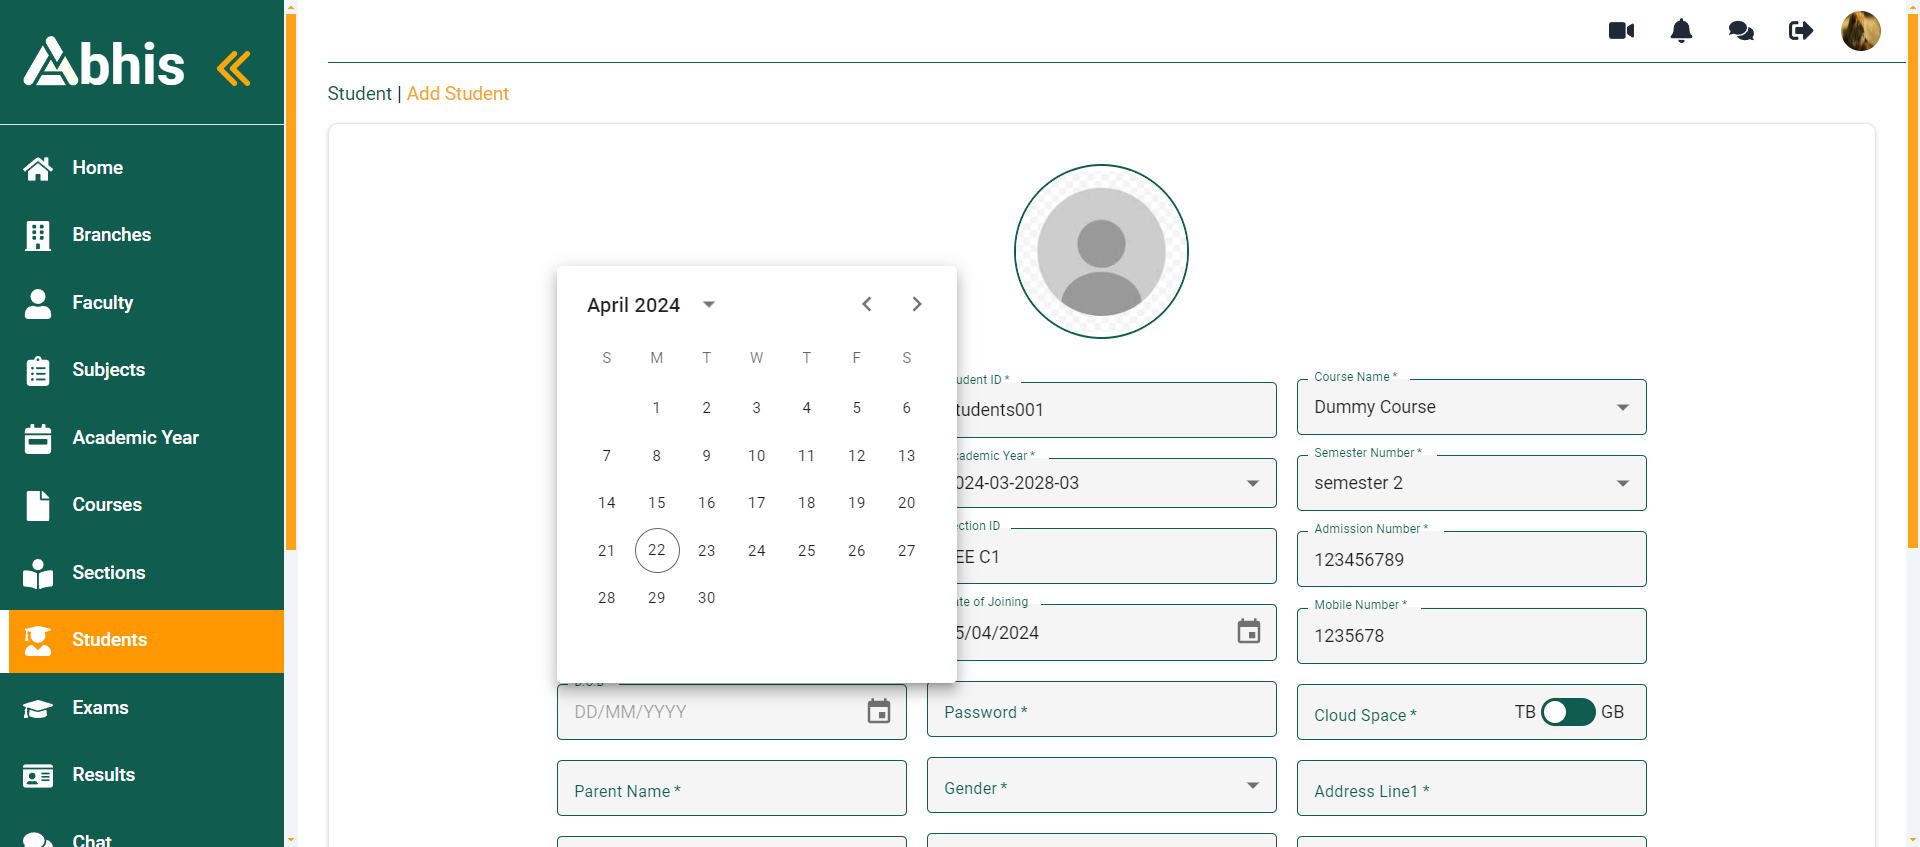 Abhis
Home
Branches
Faculty
Subjects
Academic Year
Courses
Sections
Students
Exams
Results
Chat
Student | Add Student
April 2024
S M T W T F S
1 2 3 4 5 6
7 8 9 10 11 12 13
14 15 16 17 18 19 20
21 22 23 24 25 26 27
28 29 30
udent ID *
tudents001
Course Name *
Dummy Course
cademic Year *
024-03-2028-03
Semester Number *
semester 2
ction ID
EE C1
Admission Number *
123456789
te of Joining
5/04/2024
Mobile Number *
1235678
DD/MM/YYYY
Password *
Cloud Space *
TB GB
Parent Name *
Gender *
Address Line1 *